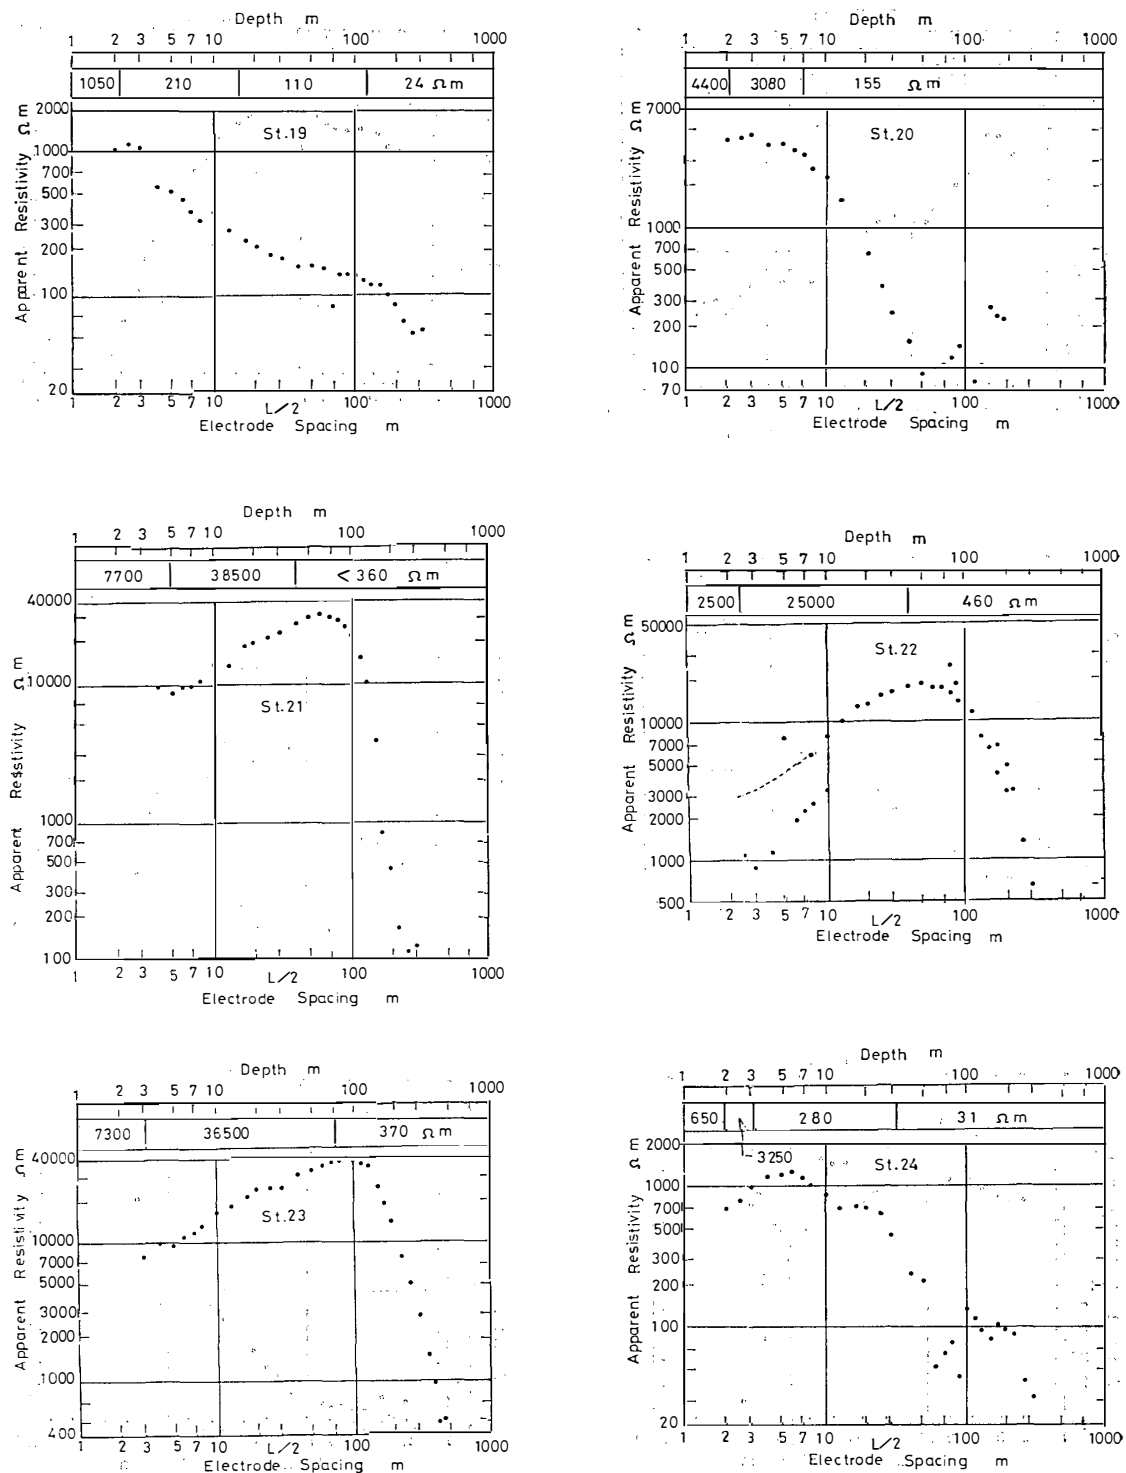 Depth m
1 2 3 5 7 10 100 1000
1050 210 110 24 Ωm
Apparent Resistivity Ωm
2000
1000
700
500
300
200
100
20
St.19
1 2 3 5 7 10 L/2 100 1000
Electrode Spacing m
Depth m
1 2 3 5 7 10 100 1000
4400 3080 155 Ωm
Apparent Resistivity Ωm
7000
1000
700
500
300
200
100
70
St.20
1 2 3 5 7 10 L/2 100 1000
Electrode Spacing m
Depth m
1 2 3 5 7 10 100 1000
7700 38500 < 360 Ωm
Apparent Resistivity Ωm
40000
10000
1000
700
500
300
200
100
St.21
1 2 3 5 7 10 L/2 100 1000
Electrode Spacing m
Depth m
1 2 3 5 7 10 100 1000
2500 25000 460 Ωm
Apparent Resistivity Ωm
50000
10000
7000
5000
3000
2000
1000
500
St.22
1 2 3 5 7 10 L/2 100 1000
Electrode Spacing m
Depth m
1 2 3 5 7 10 100 1000
7300 36500 370 Ωm
Apparent Resistivity Ωm
40000
10000
7000
5000
3000
2000
1000
400
St.23
1 2 3 5 7 10 L/2 100 1000
Electrode Spacing m
Depth m
1 2 3 5 7 10 100 1000
650 280 31 Ωm
3250
Apparent Resistivity Ωm
2000
1000
700
500
300
200
100
20
St.24
1 2 3 5 7 10 L/2 100 1000
Electrode Spacing m